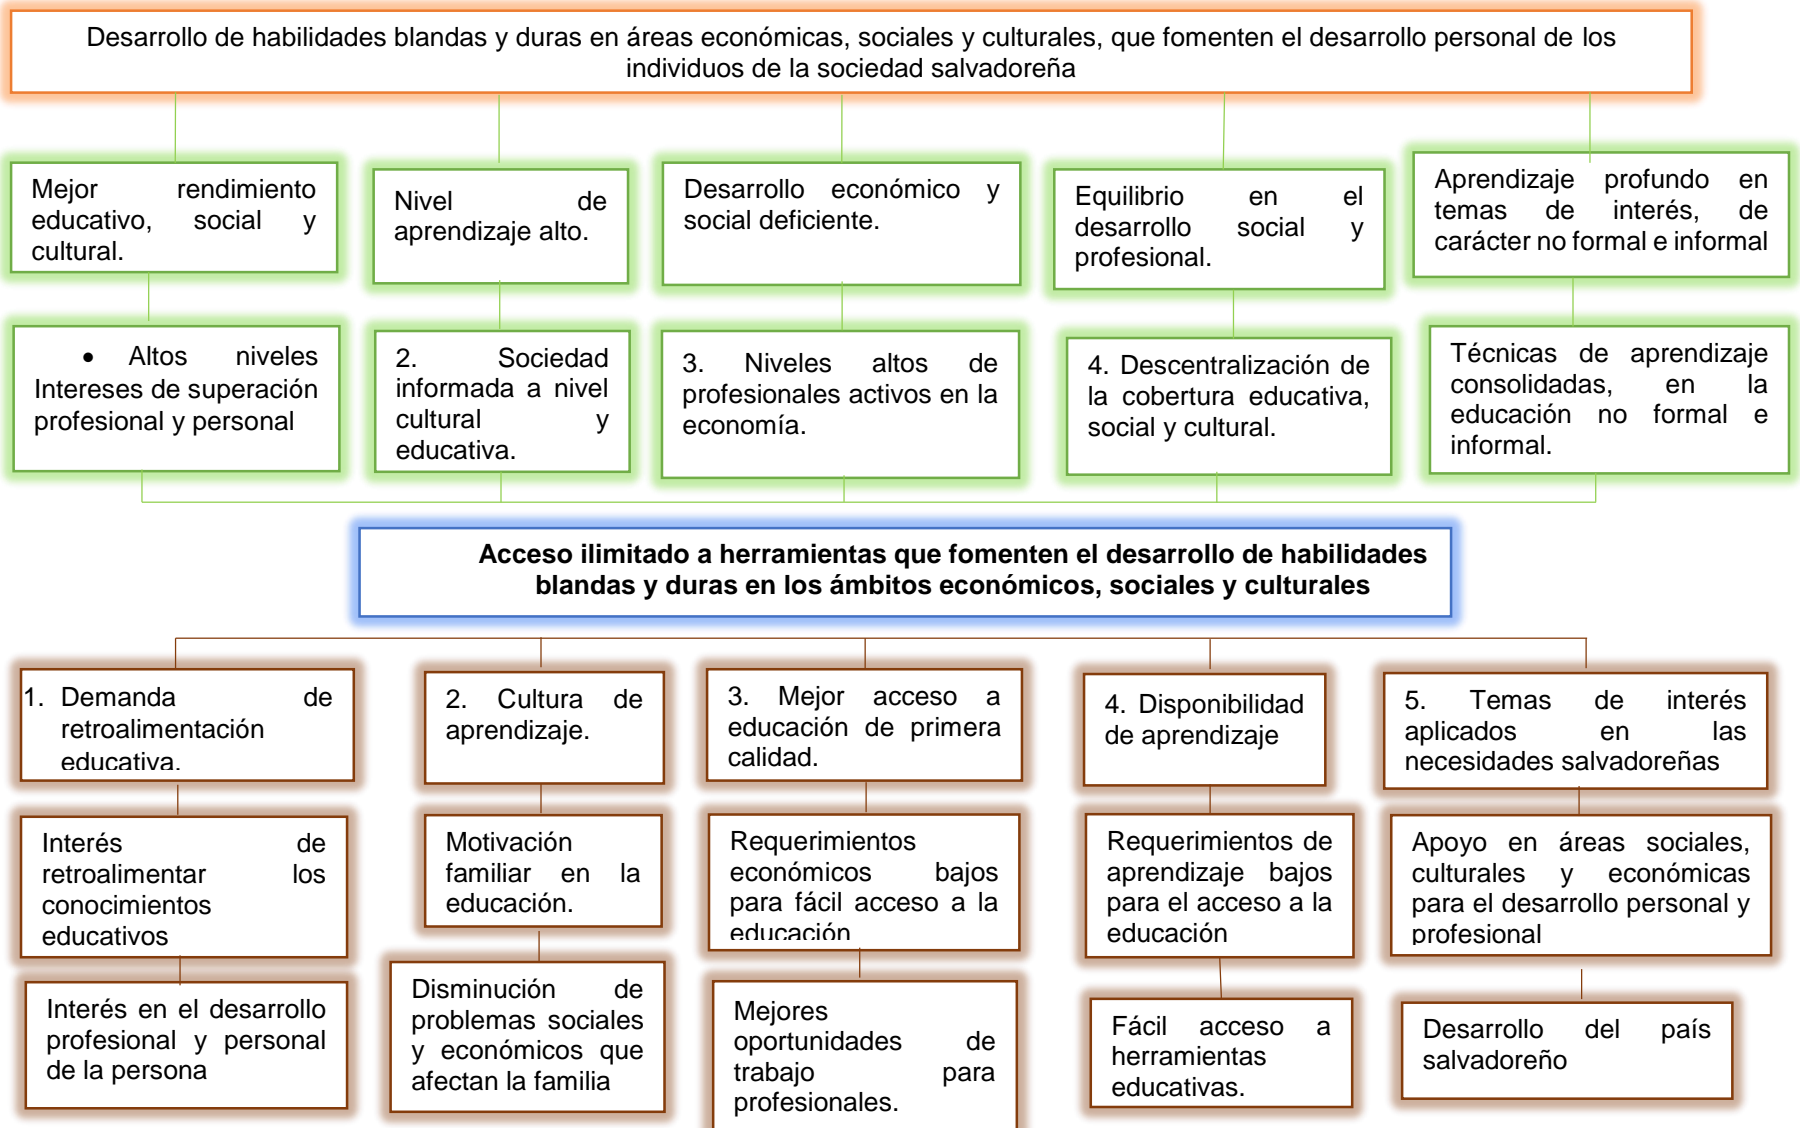 Desarrollo de habilidades blandas y duras en áreas económicas, sociales y culturales, que fomenten el desarrollo personal de los
individuos de la sociedad salvadoreña
Mejor rendimiento
educativo, social y
cultural.
Nivel de
aprendizaje alto.
Desarrollo económico y
social deficiente.
Equilibrio en el
desarrollo social y
profesional.
Aprendizaje profundo en
temas de interés, de
carácter no formal e informal
• Altos niveles
Intereses de superación
profesional y personal
2. Sociedad
informada a nivel
cultural y
educativa.
3. Niveles altos de
profesionales activos en la
economía.
4. Descentralización de
la cobertura educativa,
social y cultural.
Técnicas de aprendizaje
consolidadas, en la
educación no formal e
informal.
Acceso ilimitado a herramientas que fomenten el desarrollo de habilidades
blandas y duras en los ámbitos económicos, sociales y culturales
1. Demanda de
retroalimentación
educativa.
2. Cultura de
aprendizaje.
3. Mejor acceso a
educación de primera
calidad.
4. Disponibilidad
de aprendizaje
5. Temas de interés
aplicados en las
necesidades salvadoreñas
Interés de
retroalimentar los
conocimientos
educativos
Motivación
familiar en la
educación.
Requerimientos
económicos bajos
para fácil acceso a la
educación
Requerimientos de
aprendizaje bajos
para el acceso a la
educación
Apoyo en áreas sociales,
culturales y económicas
para el desarrollo personal y
profesional
Interés en el desarrollo
profesional y personal
de la persona
Disminución de
problemas sociales
y económicos que
afectan la familia
Mejores
oportunidades de
trabajo para
profesionales.
Fácil acceso a
herramientas
educativas.
Desarrollo del país
salvadoreño